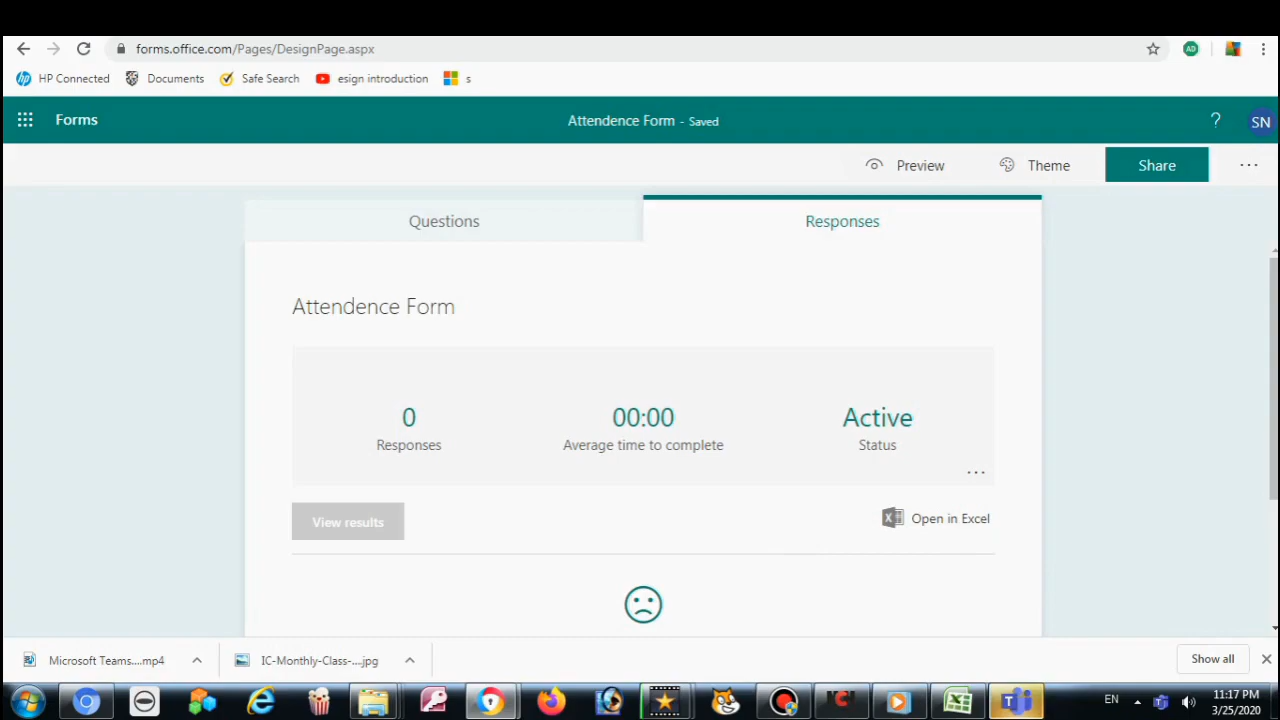 forms.office.com/Pages/DesignPage.aspx
HP Connected Documents Safe Search esign introduction s
Forms
Attendence Form - Saved
? SN
Preview Theme Share ...
Questions Responses
Attendence Form
0 00:00 Active
Responses Average time to complete Status
...
View results Open in Excel
Microsoft Teams....mp4 IC-Monthly-Class-....jpg Show all
EN 11:17 PM
3/25/2020